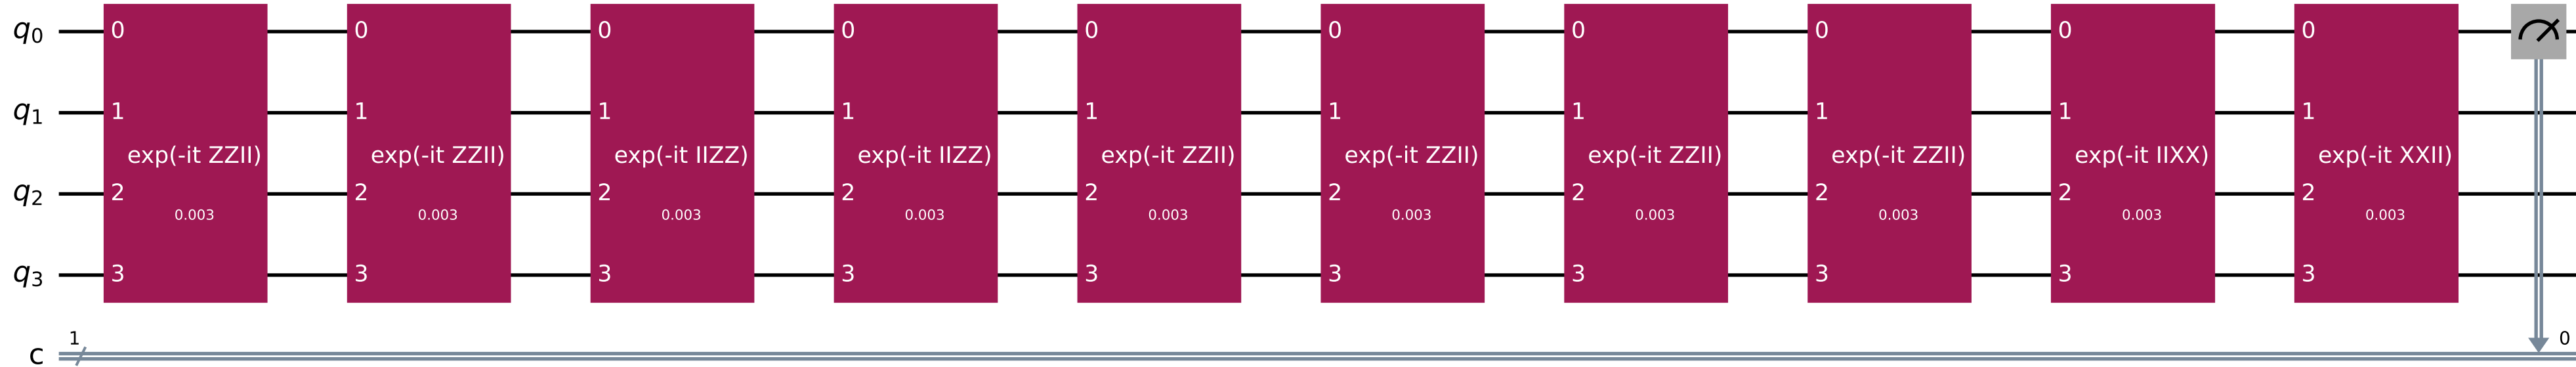 q0 0 0 0 0 0 0 0 0 0 0
q1 1 1 1 1 1 1 1 1 1 1
exp(-it ZZII) exp(-it ZZII) exp(-it IIZZ) exp(-it IIZZ) exp(-it ZZII) exp(-it ZZII) exp(-it ZZII) exp(-it ZZII) exp(-it IIXX) exp(-it XXII)
q2 2 2 2 2 2 2 2 2 2 2
0.003 0.003 0.003 0.003 0.003 0.003 0.003 0.003 0.003 0.003
q3 3 3 3 3 3 3 3 3 3 3
1 0
c